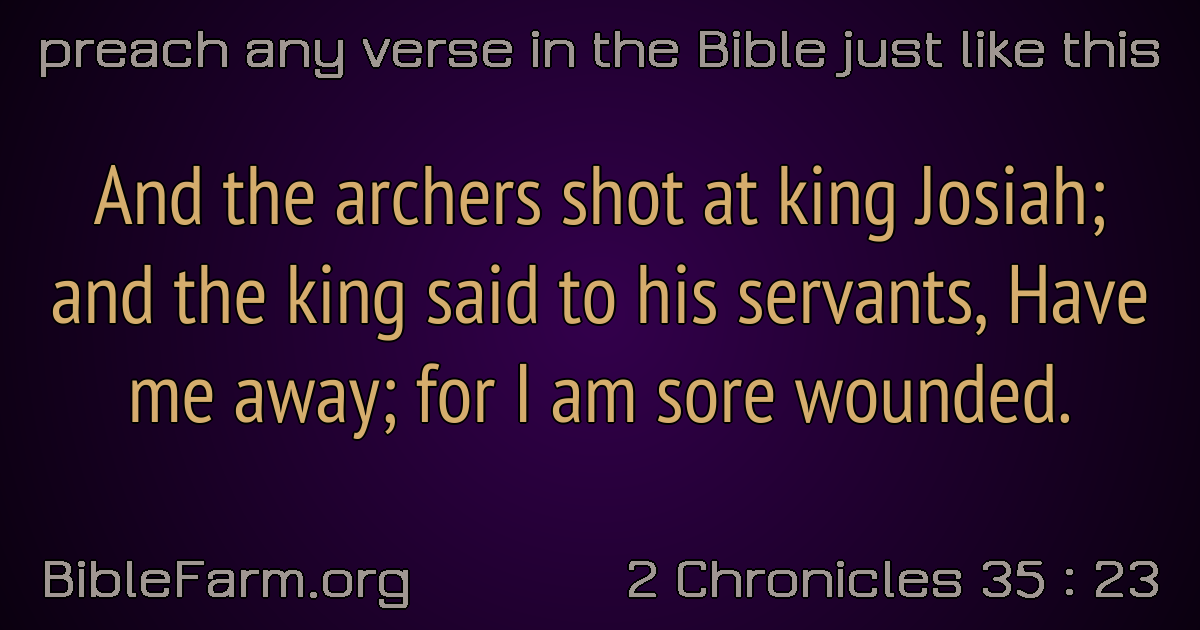 preach any verse in the Bible just like this
And the archers shot at king Josiah;
and the king said to his servants, Have
me away; for I am sore wounded.
BibleFarm.org
2 Chronicles 35 : 23